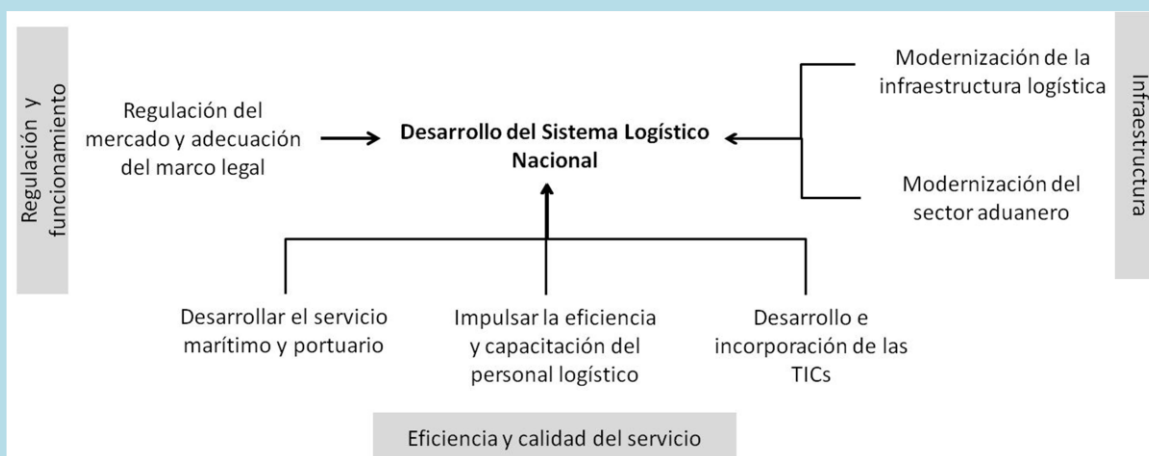 Regulación y
funcionamiento
Regulación del
mercado y adecuación
del marco legal
Desarrollo del Sistema Logístico
Nacional
Modernización de la
infraestructura logística
Modernización del
sector aduanero
Infraestructura
Desarrollar el servicio
marítimo y portuario
Impulsar la eficiencia
y capacitación del
personal logístico
Desarrollo e
incorporación de las
TICs
Eficiencia y calidad del servicio